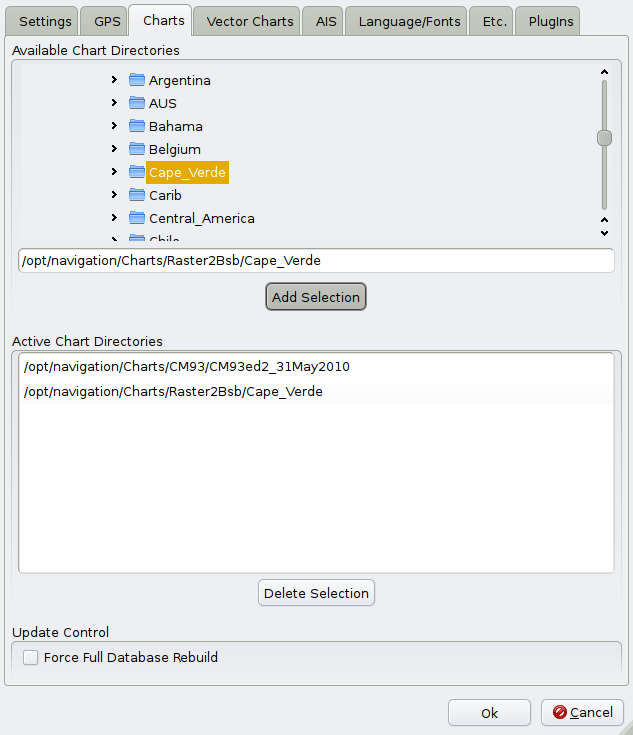 Settings GPS Charts Vector Charts AIS Language/Fonts Etc. PlugIns
Available Chart Directories
Argentina
AUS
Bahama
Belgium
Cape_Verde
Carib
Central_America
Chile
/opt/navigation/Charts/Raster2Bsb/Cape_Verde
Add Selection
Active Chart Directories
/opt/navigation/Charts/CM93/CM93ed2_31May2010
/opt/navigation/Charts/Raster2Bsb/Cape_Verde
Delete Selection
Update Control
Force Full Database Rebuild
Ok Cancel